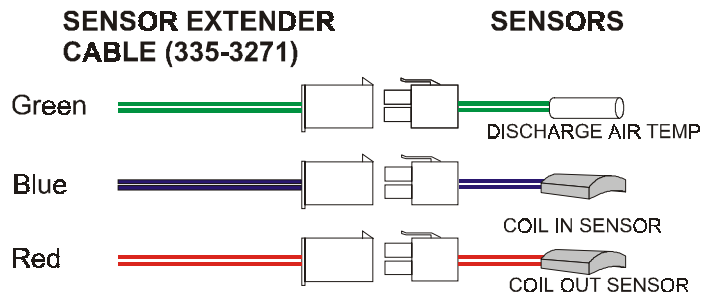 SENSOR EXTENDER
CABLE (335-3271)
SENSORS
Green
DISCHARGE AIR TEMP
Blue
COIL IN SENSOR
Red
COIL OUT SENSOR